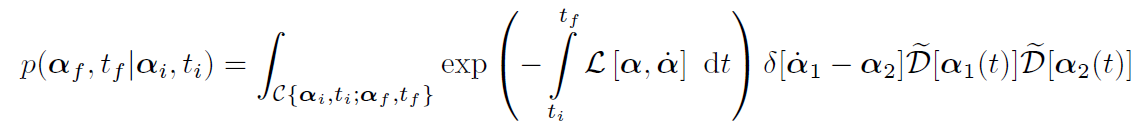 p(𝜶_f, t_f|𝜶_i, t_i) = ∫_{𝒞{𝜶_i,t_i;𝜶_f,t_f}} exp ( − ∫_{t_i}^{t_f} 𝓛 [𝜶, 𝜶̇] dt ) δ[𝜶̇_1 − 𝜶_2]𝒟̃[𝜶_1(t)]𝒟̃[𝜶_2(t)]